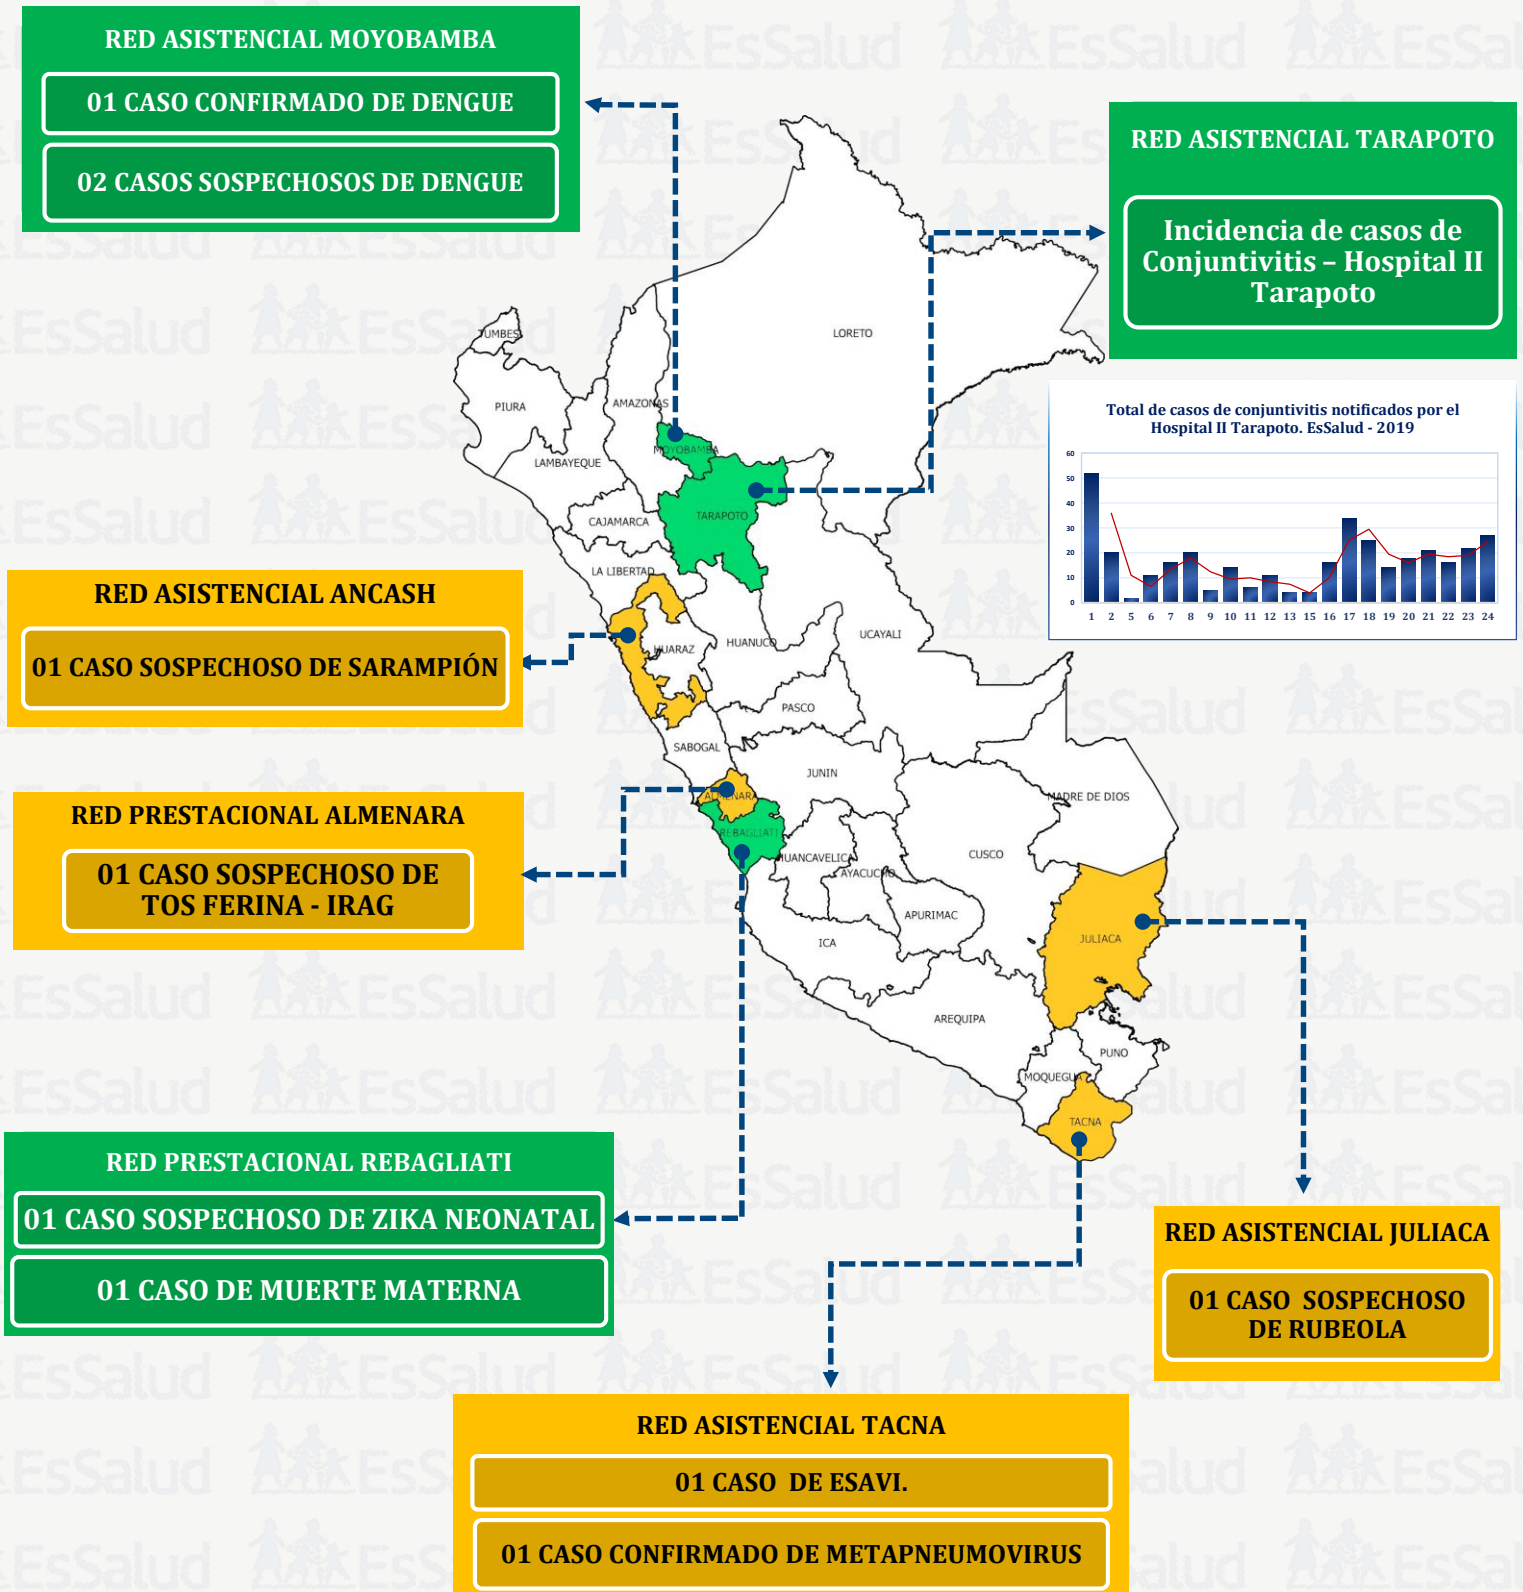 RED ASISTENCIAL MOYOBAMBA
01 CASO CONFIRMADO DE DENGUE
02 CASOS SOSPECHOSOS DE DENGUE
RED ASISTENCIAL TARAPOTO
Incidencia de casos de
Conjuntivitis – Hospital II
Tarapoto
Total de casos de conjuntivitis notificados por el
Hospital II Tarapoto. EsSalud - 2019
60
50
40
30
20
10
0
1 2 5 6 7 8 9 10 11 12 13 15 16 17 18 19 20 21 22 23 24
TUMBES
PIURA
LAMBAYEQUE
AMAZONAS
LORETO
MOYOBAMBA
TARAPOTO
CAJAMARCA
LA LIBERTAD
HUARAZ
HUANUCO
UCAYALI
PASCO
SABOGAL
JUNIN
ALMENARA
REBAGLIATI
MADRE DE DIOS
HUANCAVELICA
AYACUCHO
CUSCO
APURIMAC
ICA
JULIACA
AREQUIPA
PUNO
MOQUEGUA
TACNA
RED ASISTENCIAL ANCASH
01 CASO SOSPECHOSO DE SARAMPIÓN
RED PRESTACIONAL ALMENARA
01 CASO SOSPECHOSO DE
TOS FERINA - IRAG
RED PRESTACIONAL REBAGLIATI
01 CASO SOSPECHOSO DE ZIKA NEONATAL
01 CASO DE MUERTE MATERNA
RED ASISTENCIAL JULIACA
01 CASO SOSPECHOSO
DE RUBEOLA
RED ASISTENCIAL TACNA
01 CASO DE ESAVI.
01 CASO CONFIRMADO DE METAPNEUMOVIRUS
EsSalud